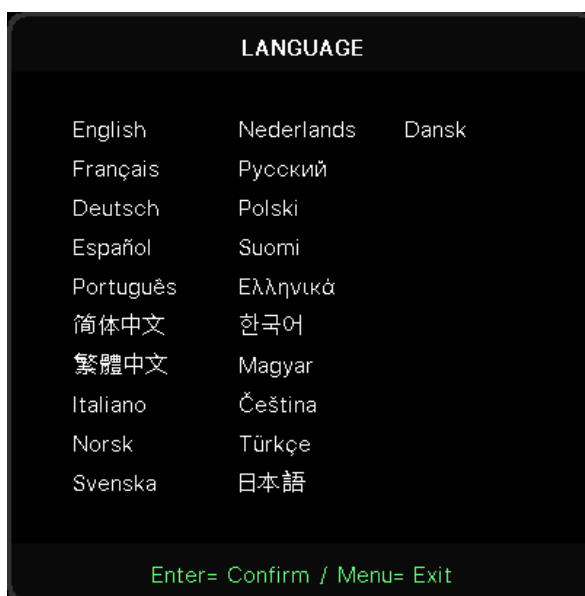 LANGUAGE
English Nederlands Dansk
Français Русский
Deutsch Polski
Español Suomi
Português Ελληνικά
简体中文 한국어
繁體中文 Magyar
Italiano Čeština
Norsk Türkçe
Svenska 日本語
Enter= Confirm / Menu= Exit